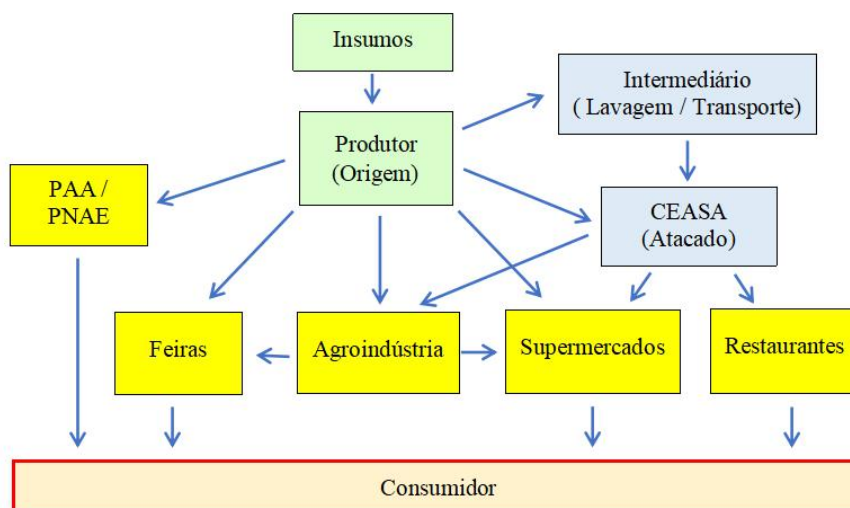 Insumos
Intermediário
( Lavagem / Transporte)
Produtor
(Origem)
PAA /
PNAE
CEASA
(Atacado)
Feiras
Agroindústria
Supermercados
Restaurantes
Consumidor